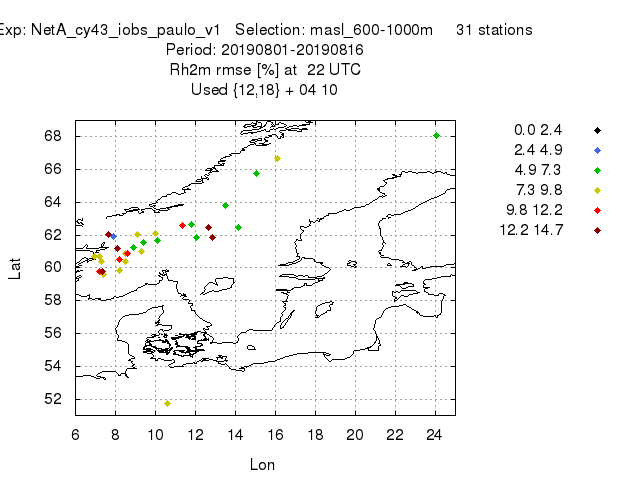 Exp: NetA_cy43_iobs_paulo_v1 Selection: masl_600-1000m 31 stations
Period: 20190801-20190816
Rh2m rmse [%] at 22 UTC
Used {12,18} + 04 10
68
66
64
62
60
58
56
54
52
Lat
6 8 10 12 14 16 18 20 22 24
Lon
0.0 2.4
2.4 4.9
4.9 7.3
7.3 9.8
9.8 12.2
12.2 14.7